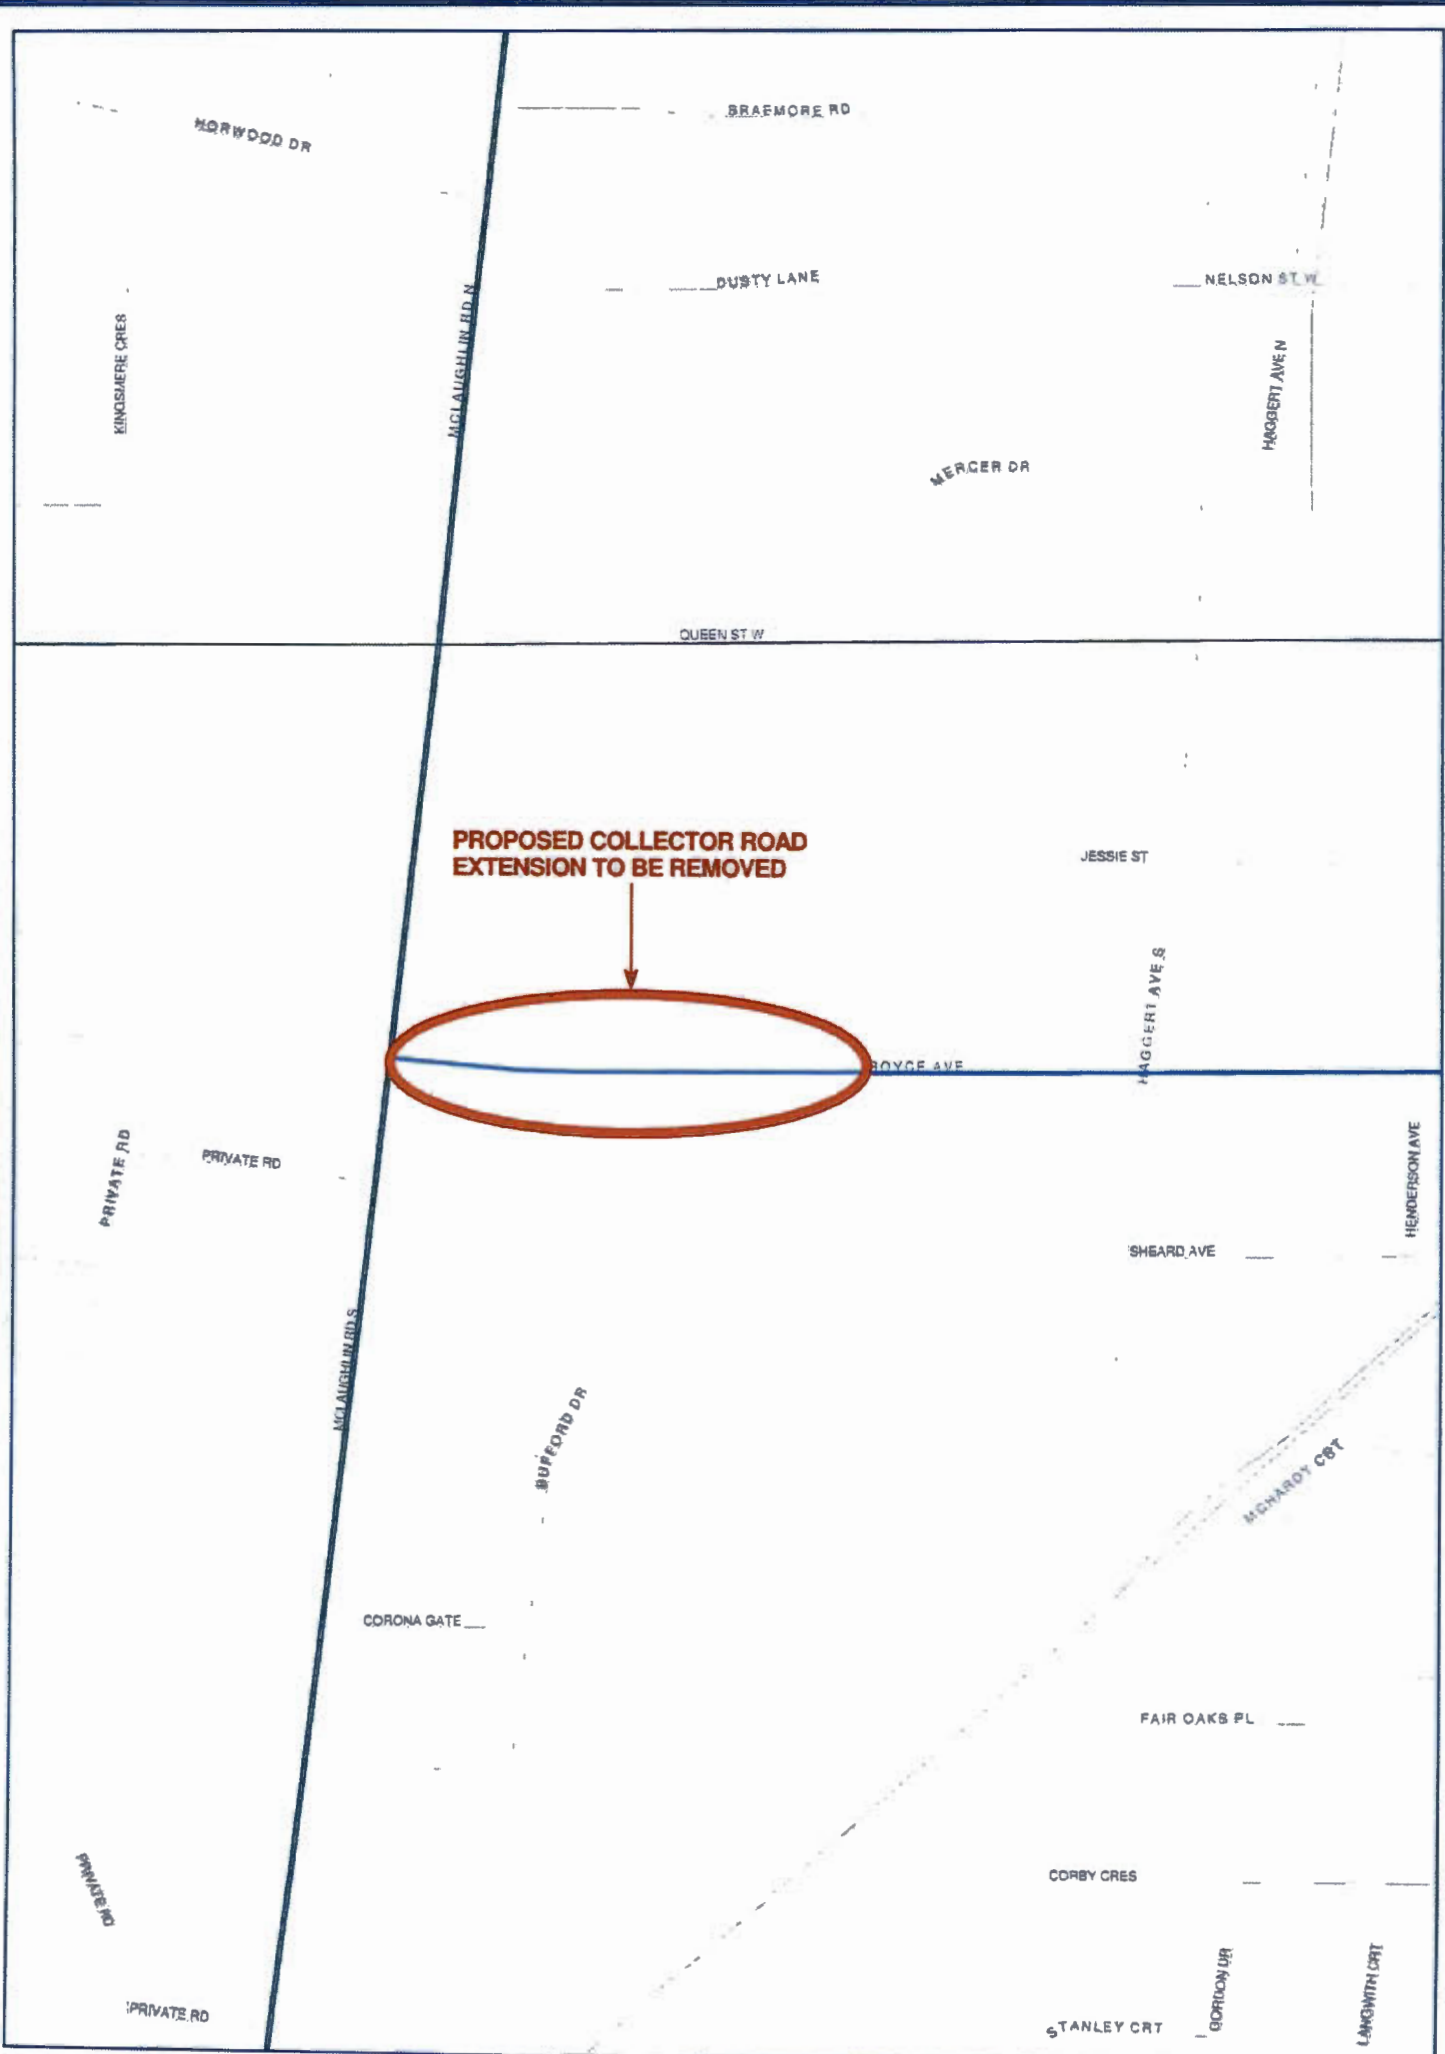 BRAEMORE RD
NORWOOD DR
DUSTY LANE
NELSON ST W
KINGSMERE CRES
MCLAUGHLIN RD N
HAGGERT AVE N
MERCER DR
QUEEN ST W
PROPOSED COLLECTOR ROAD
EXTENSION TO BE REMOVED
JESSIE ST
HAGGERT AVE S
ROYCE AVE
PRIVATE RD
PRIVATE RD
HENDERSON AVE
SHEARD AVE
MCLAUGHLIN RD S
BUFFORD DR
MCHARDY CRT
CORONA GATE
FAIR OAKS PL
CORBY CRES
PRIVATE RD
GORDON DR
LANGWITH CRT
PRIVATE RD
STANLEY CRT